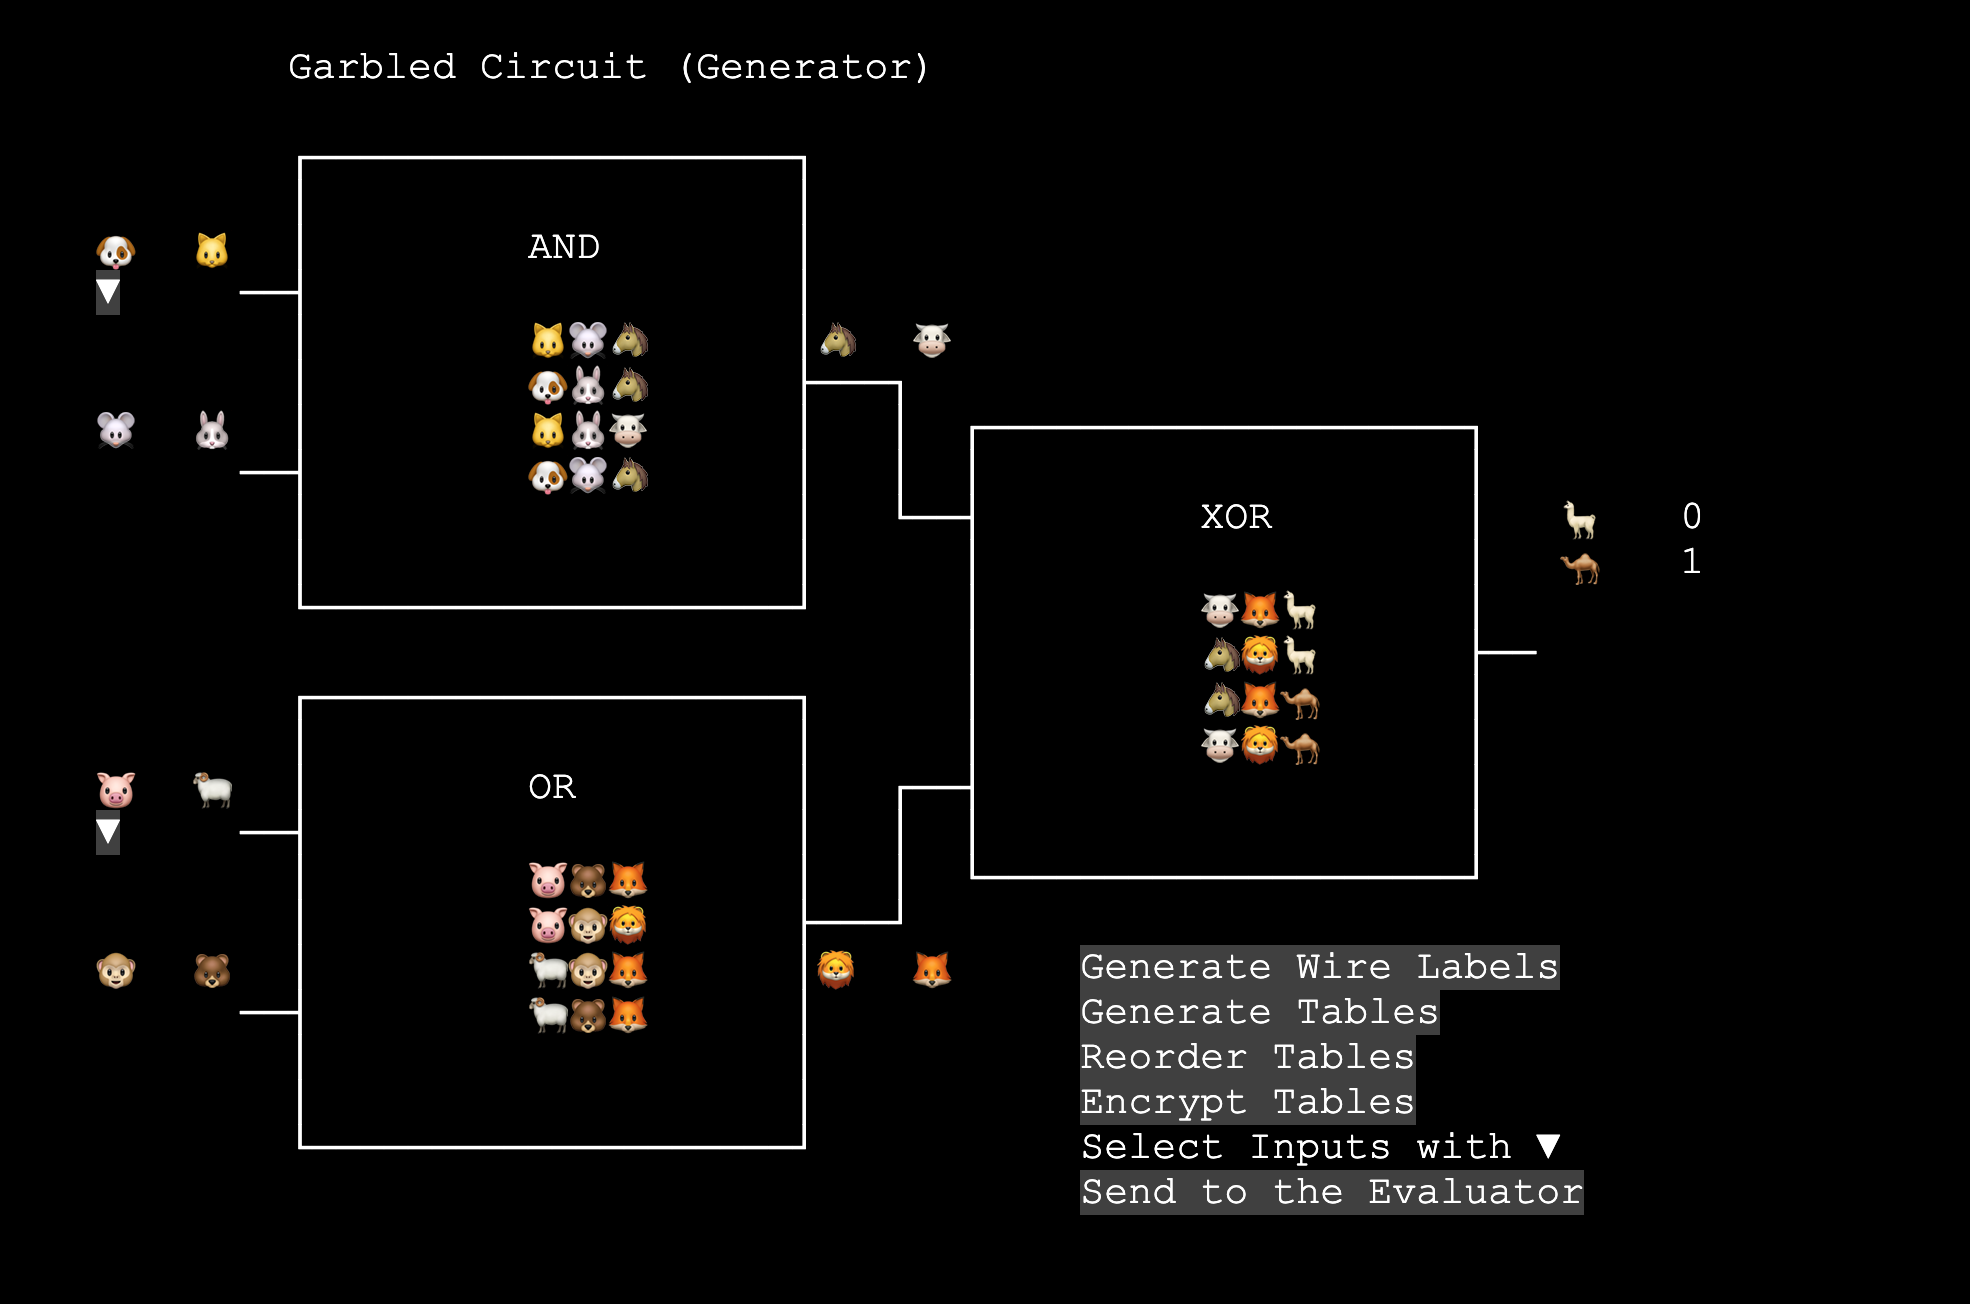 Garbled Circuit (Generator)
🐶 🐱
AND
▼
🐱🐭🐴
🐴 🐮
🐶🐰🐴
🐭 🐰
🐱🐰🐮
🐶🐭🐴
XOR
🦙 0
🐪 1
🐮🦊🦙
🐴🦁🦙
🐴🦊🐪
🐮🦁🐪
🐷 🐏
OR
▼
🐷🐻🦊
🐷🐵🦁
🐵 🐻
🐏🐵🦊
🦁 🦊
🐏🐻🦊
Generate Wire Labels
Generate Tables
Reorder Tables
Encrypt Tables
Select Inputs with ▼
Send to the Evaluator